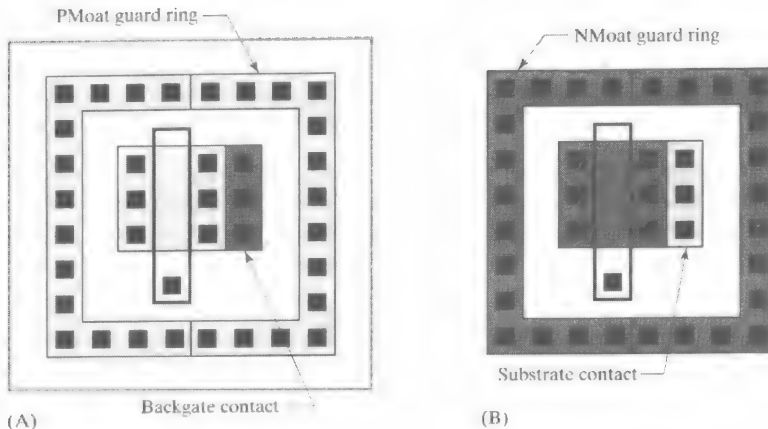 PMoat guard ring
NMoat guard ring
Backgate contact
Substrate contact
(A)
(B)